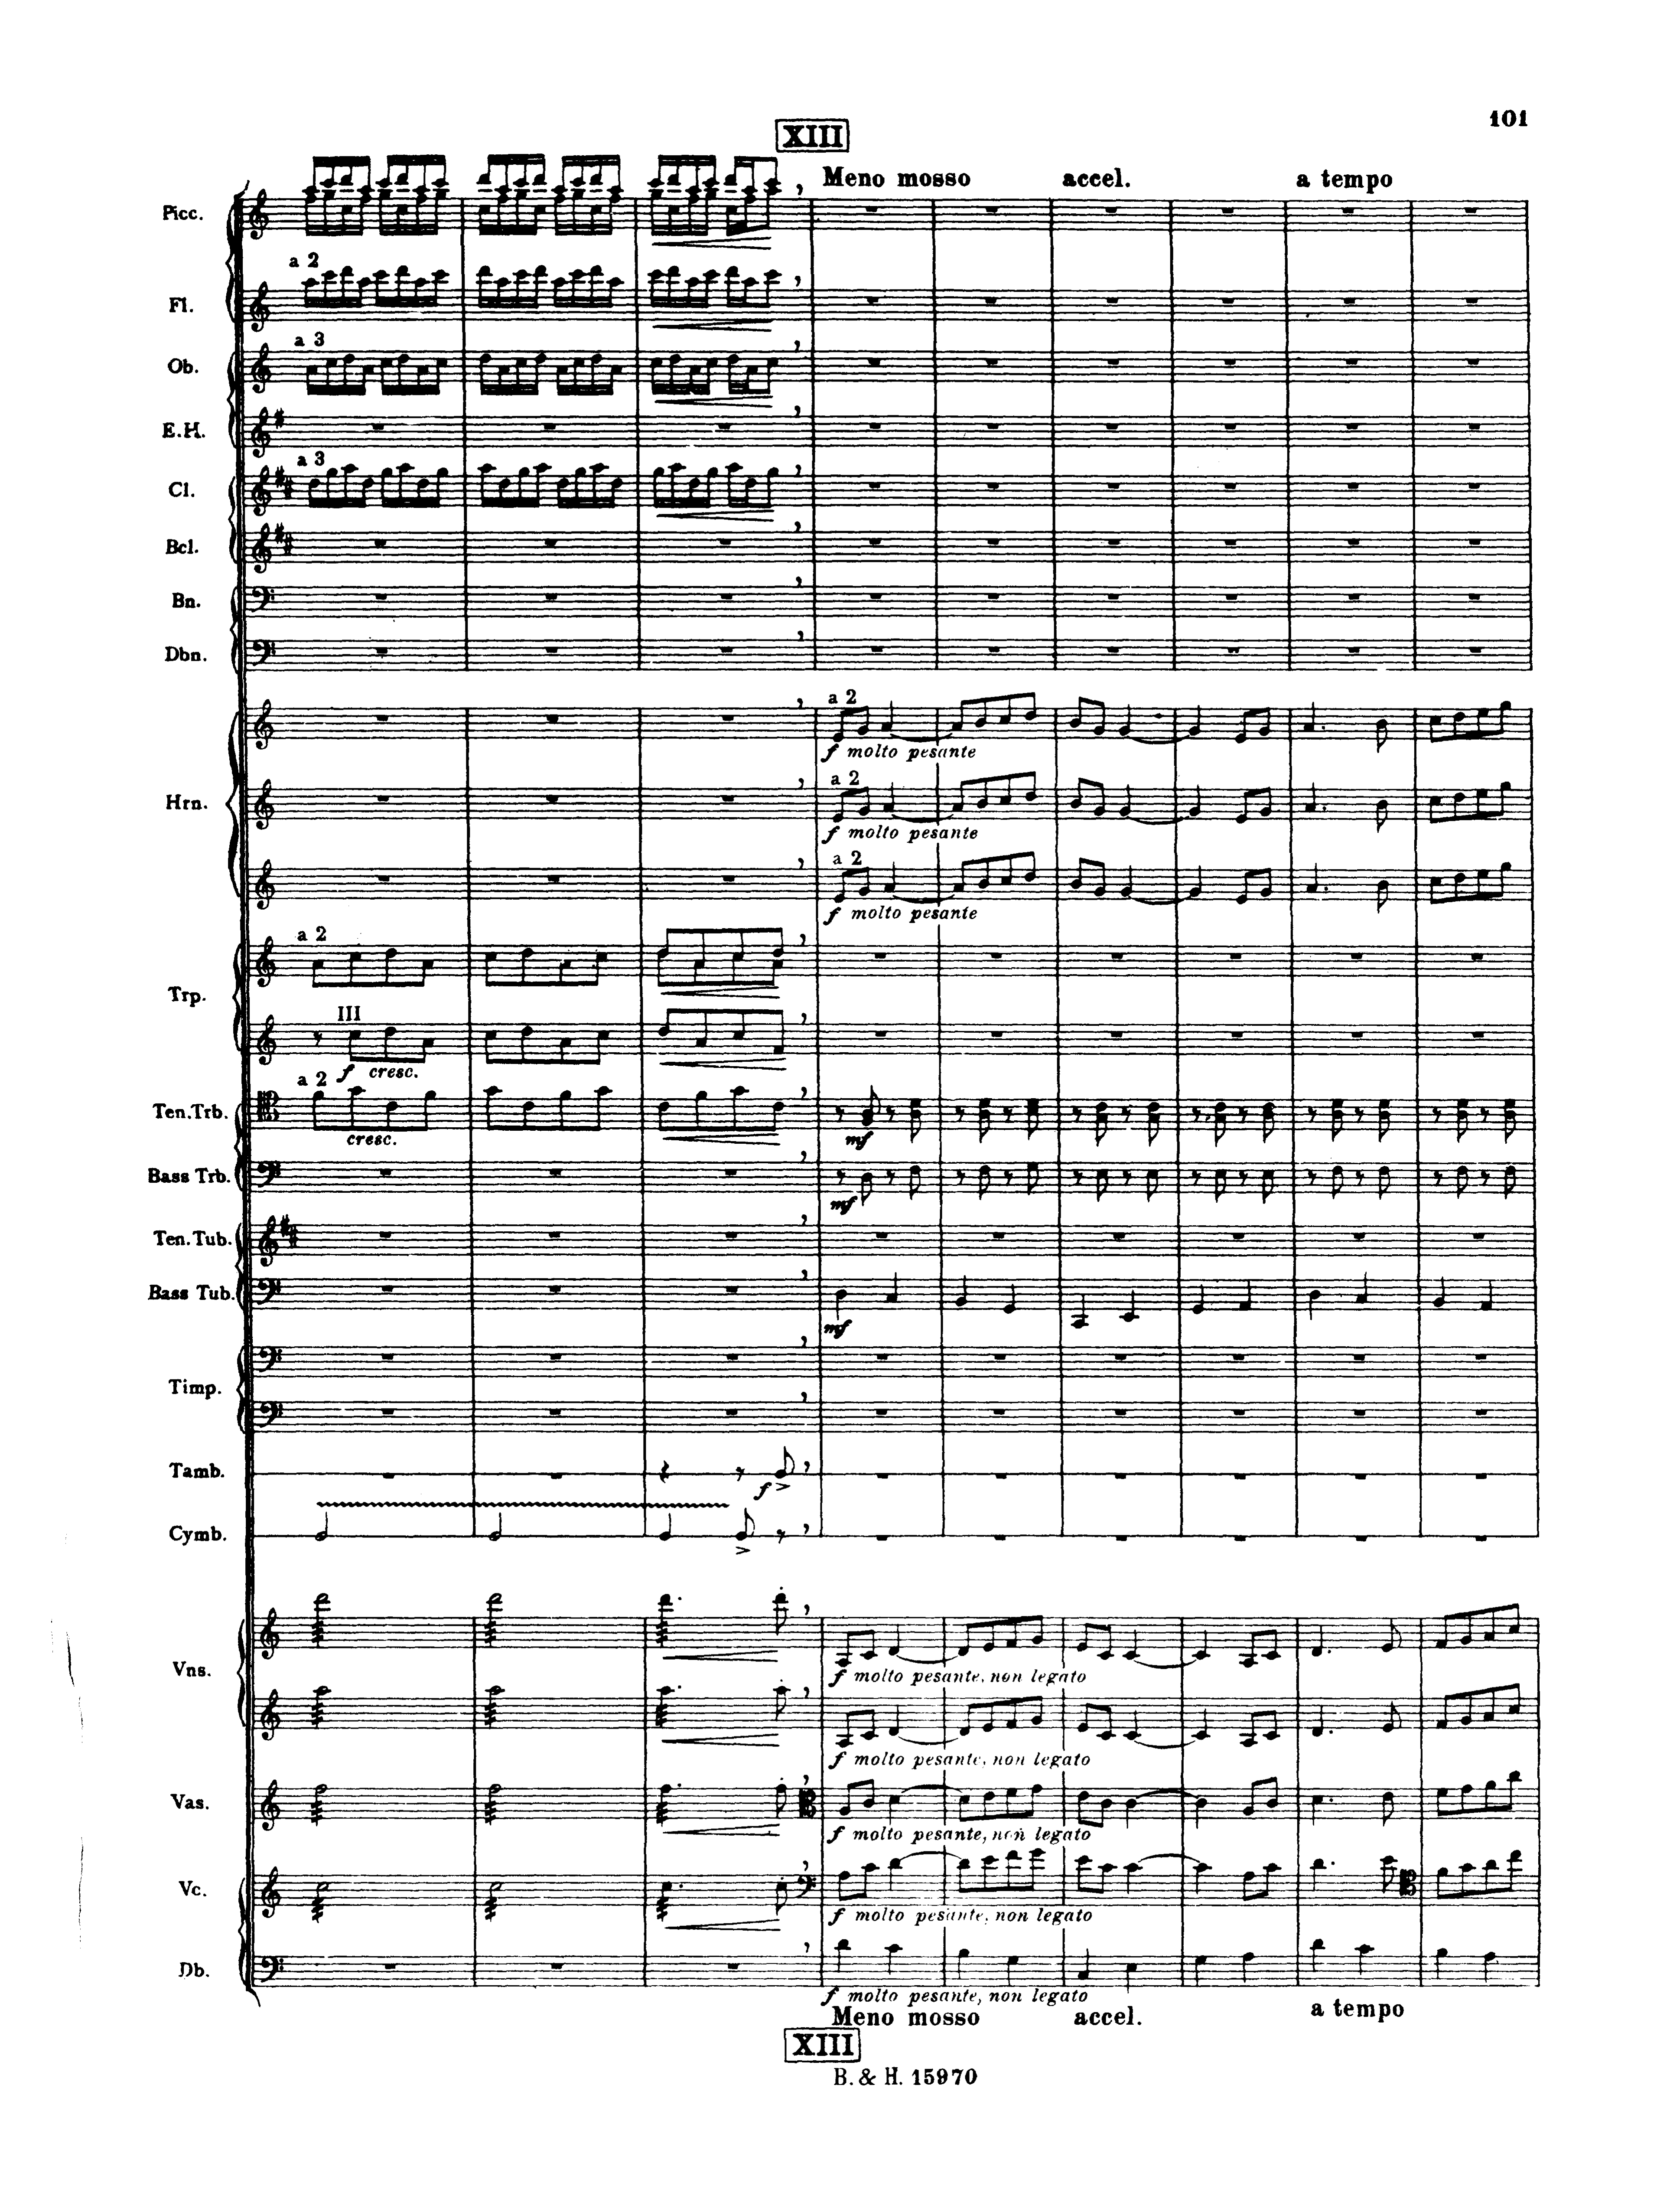 101
XIII
Meno mosso accel. a tempo
Picc.
a 2
Fl.
a 3
Ob.
E.H.
a 3
Cl.
Bcl.
Bn.
Dbn.
a 2
f molto pesante
a 2
Hrn.
f molto pesante
a 2
f molto pesante
a 2
Trp.
III
f cresc.
a 2
Ten.Trb.
cresc. mf
Bass Trb.
mf
Ten.Tub.
Bass Tub.
mf
Timp.
Tamb.
f
Cymb.
Vns.
f molto pesante, non legato
f molto pesante, non legato
Vas.
f molto pesante, non legato
Vc.
f molto pesante, non legato
Db.
f molto pesante, non legato
Meno mosso accel. a tempo
XIII
B. & H. 15970